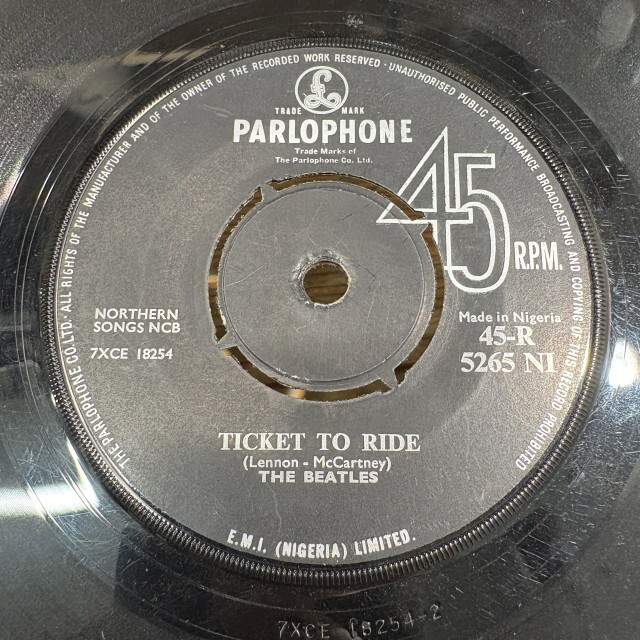 THE PARLOPHONE CO.LTD. · ALL RIGHTS OF THE MANUFACTURER AND OF THE OWNER OF THE RECORDED WORK RESERVED · UNAUTHORISED PUBLIC PERFORMANCE BROADCASTING AND COPYING OF THIS RECORD PROHIBITED
£
TRADE MARK
PARLOPHONE
Trade Marks of
The Parlophone Co. Ltd.
45
R.P.M.
NORTHERN
SONGS NCB
7XCE 18254
Made in Nigeria
45-R
5265 NI
TICKET TO RIDE
(Lennon - McCartney)
THE BEATLES
E.M.I. (NIGERIA) LIMITED.
7XCE 18254-2